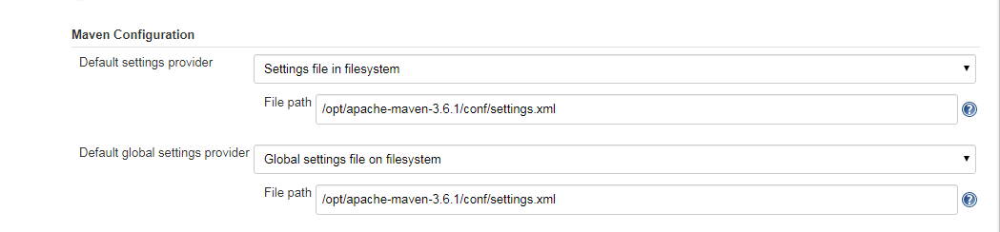 Maven Configuration
Default settings provider
Settings file in filesystem
File path
/opt/apache-maven-3.6.1/conf/settings.xml
Default global settings provider
Global settings file on filesystem
File path
/opt/apache-maven-3.6.1/conf/settings.xml